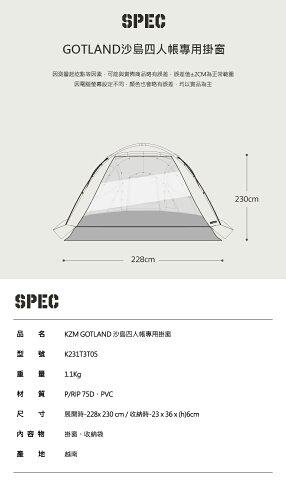 SPEC
GOTLAND沙島四人帳專用掛窗
因測量起訖點等因素，可能與實際商品略有誤差，誤差值±2CM為正常範圍
因電腦螢幕設定不同，顏色也會略有誤差，均以實品為主
230cm
228cm
SPEC
品 名 KZM GOTLAND 沙島四人帳專用掛窗
型 號 K231T3T05
重 量 1.1Kg
材 質 P/RIP 75D、PVC
尺 寸 展開時-228x 230 cm / 收納時-23 x 36 x (h)6cm
內 容 物 掛窗、收納袋
產 地 越南